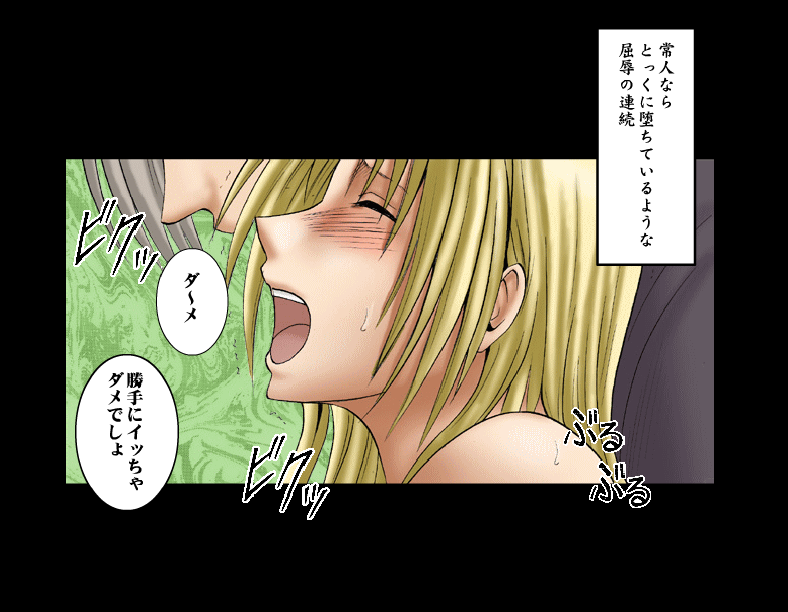 常人なら
とっくに堕ちているような
屈辱の連続
ビクッ
ダ～メ
勝手にイッちゃ
ダメでしょ
ビクッ
ぶる
ぶる